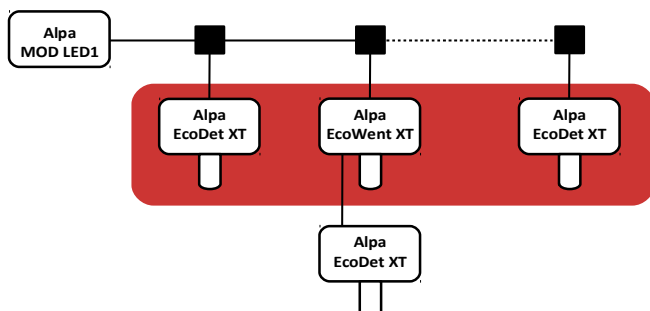 Alpa
MOD LED1
Alpa
EcoDet XT
Alpa
EcoWent XT
Alpa
EcoDet XT
Alpa
EcoDet XT